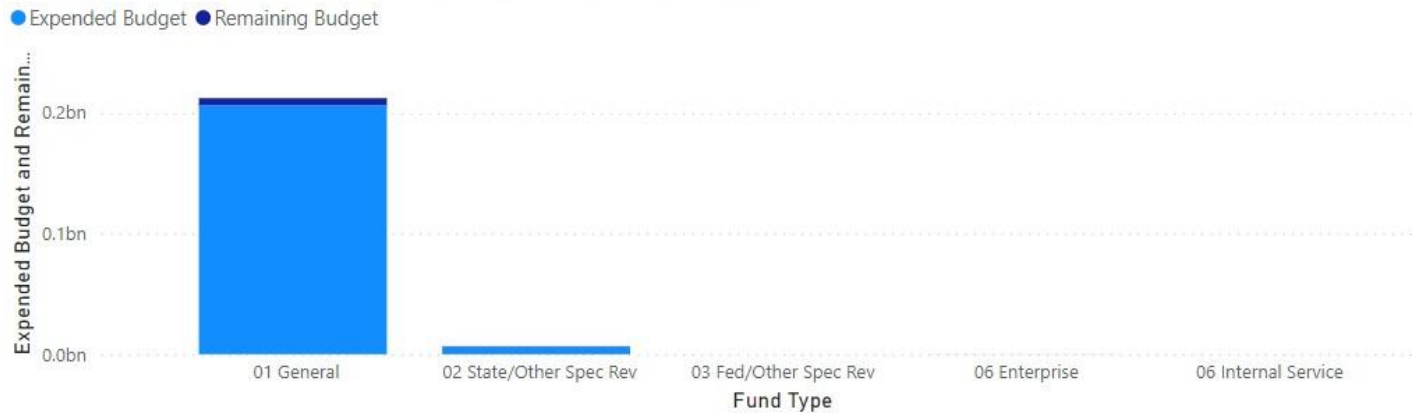 Expended Budget Remaining Budget
Expended Budget and Remain...
0.2bn
0.1bn
0.0bn
01 General 02 State/Other Spec Rev 03 Fed/Other Spec Rev 06 Enterprise 06 Internal Service
Fund Type